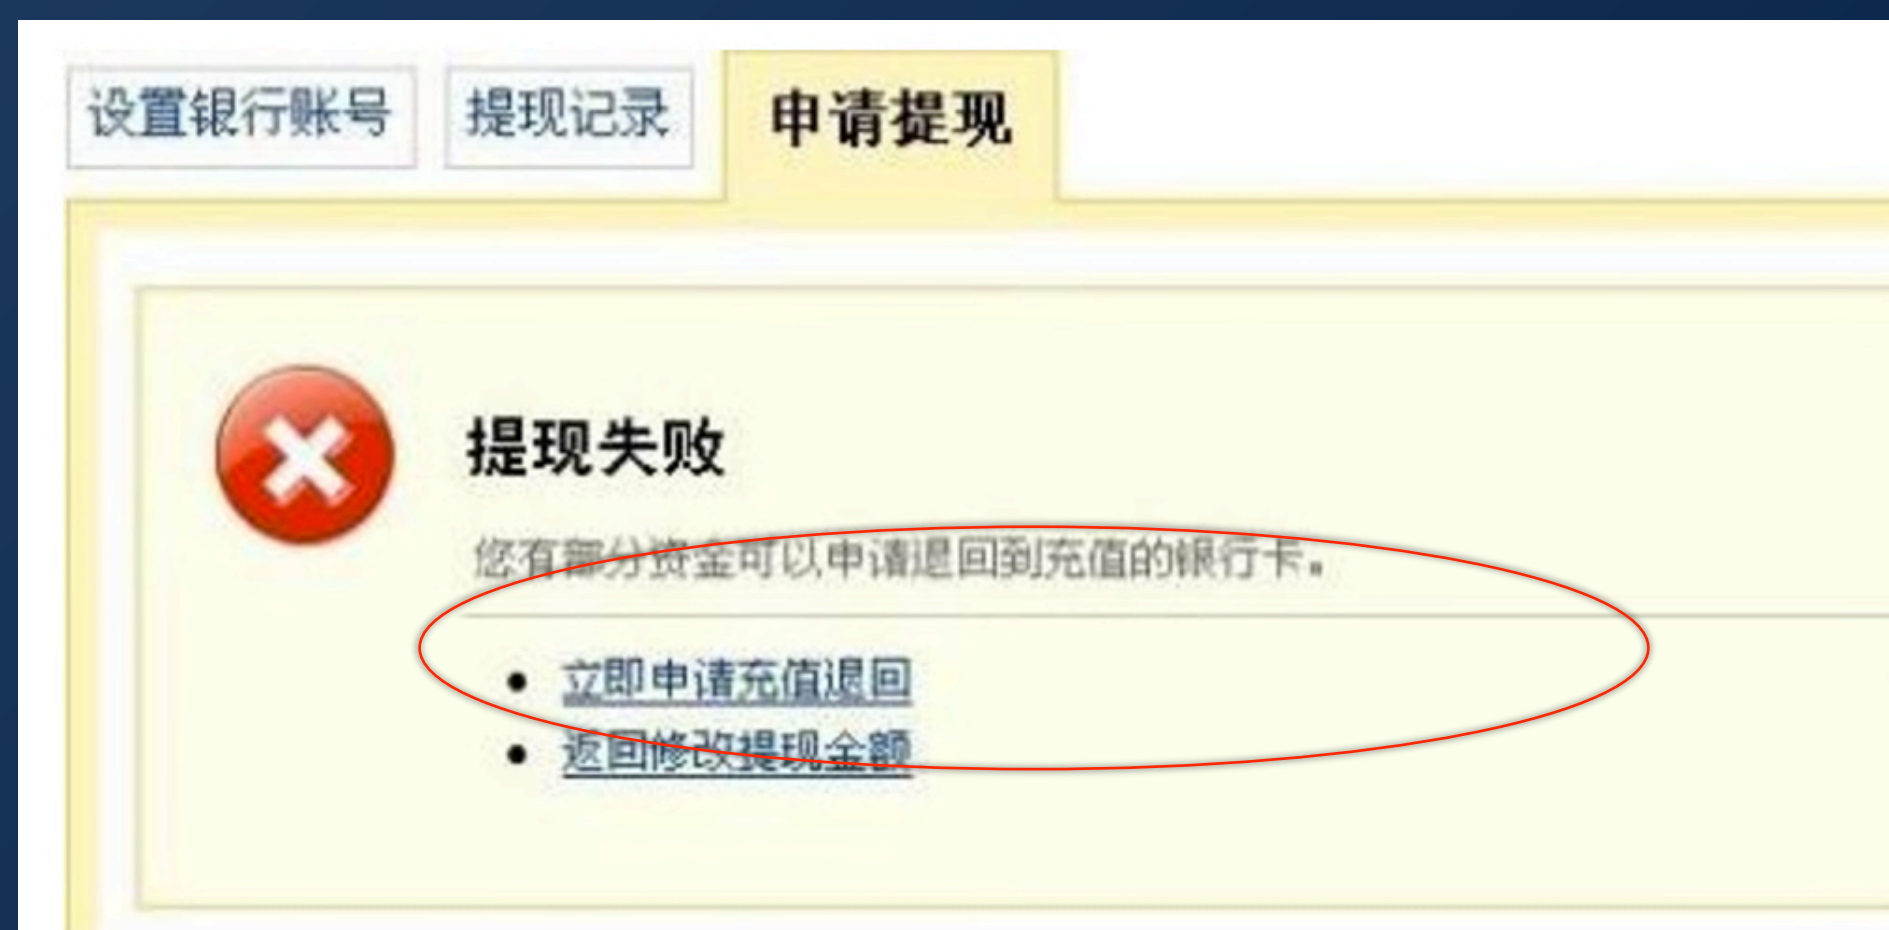 设置银行账号 提现记录 申请提现
提现失败
您有部分资金可以申请退回到充值的银行卡。
立即申请充值退回
返回修改提现金额